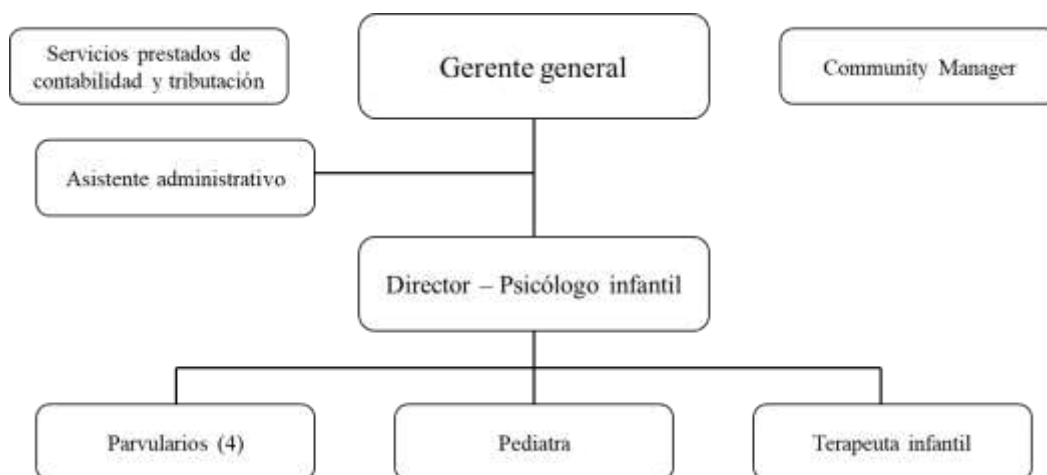 Servicios prestados de
contabilidad y tributación
Gerente general
Community Manager
Asistente administrativo
Director – Psicólogo infantil
Parvularios (4)
Pediatra
Terapeuta infantil